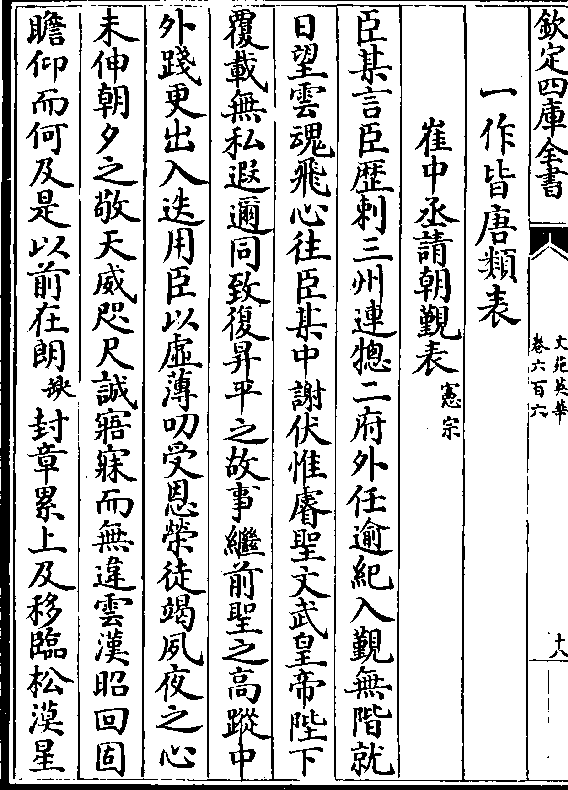 欽定四庫全書
文苑英華
卷六百六
十八
一作皆唐類表
崔中丞請朝覲表憲宗
臣某言臣歴刺三州連揔二府外任逾紀入覲無階就
日望雲魂飛心往臣某中謝伏惟睿聖文武皇帝陛下
覆載無私遐邇同致復昇平之故事繼前聖之高蹤中
外踐更出入迭用臣以虛薄叨受恩榮徒竭夙夜之心
未伸朝夕之敬天威咫尺誠寤寐而無違雲漢昭回固
瞻仰而何及是以前在朗缺封章累上及移臨松漠星